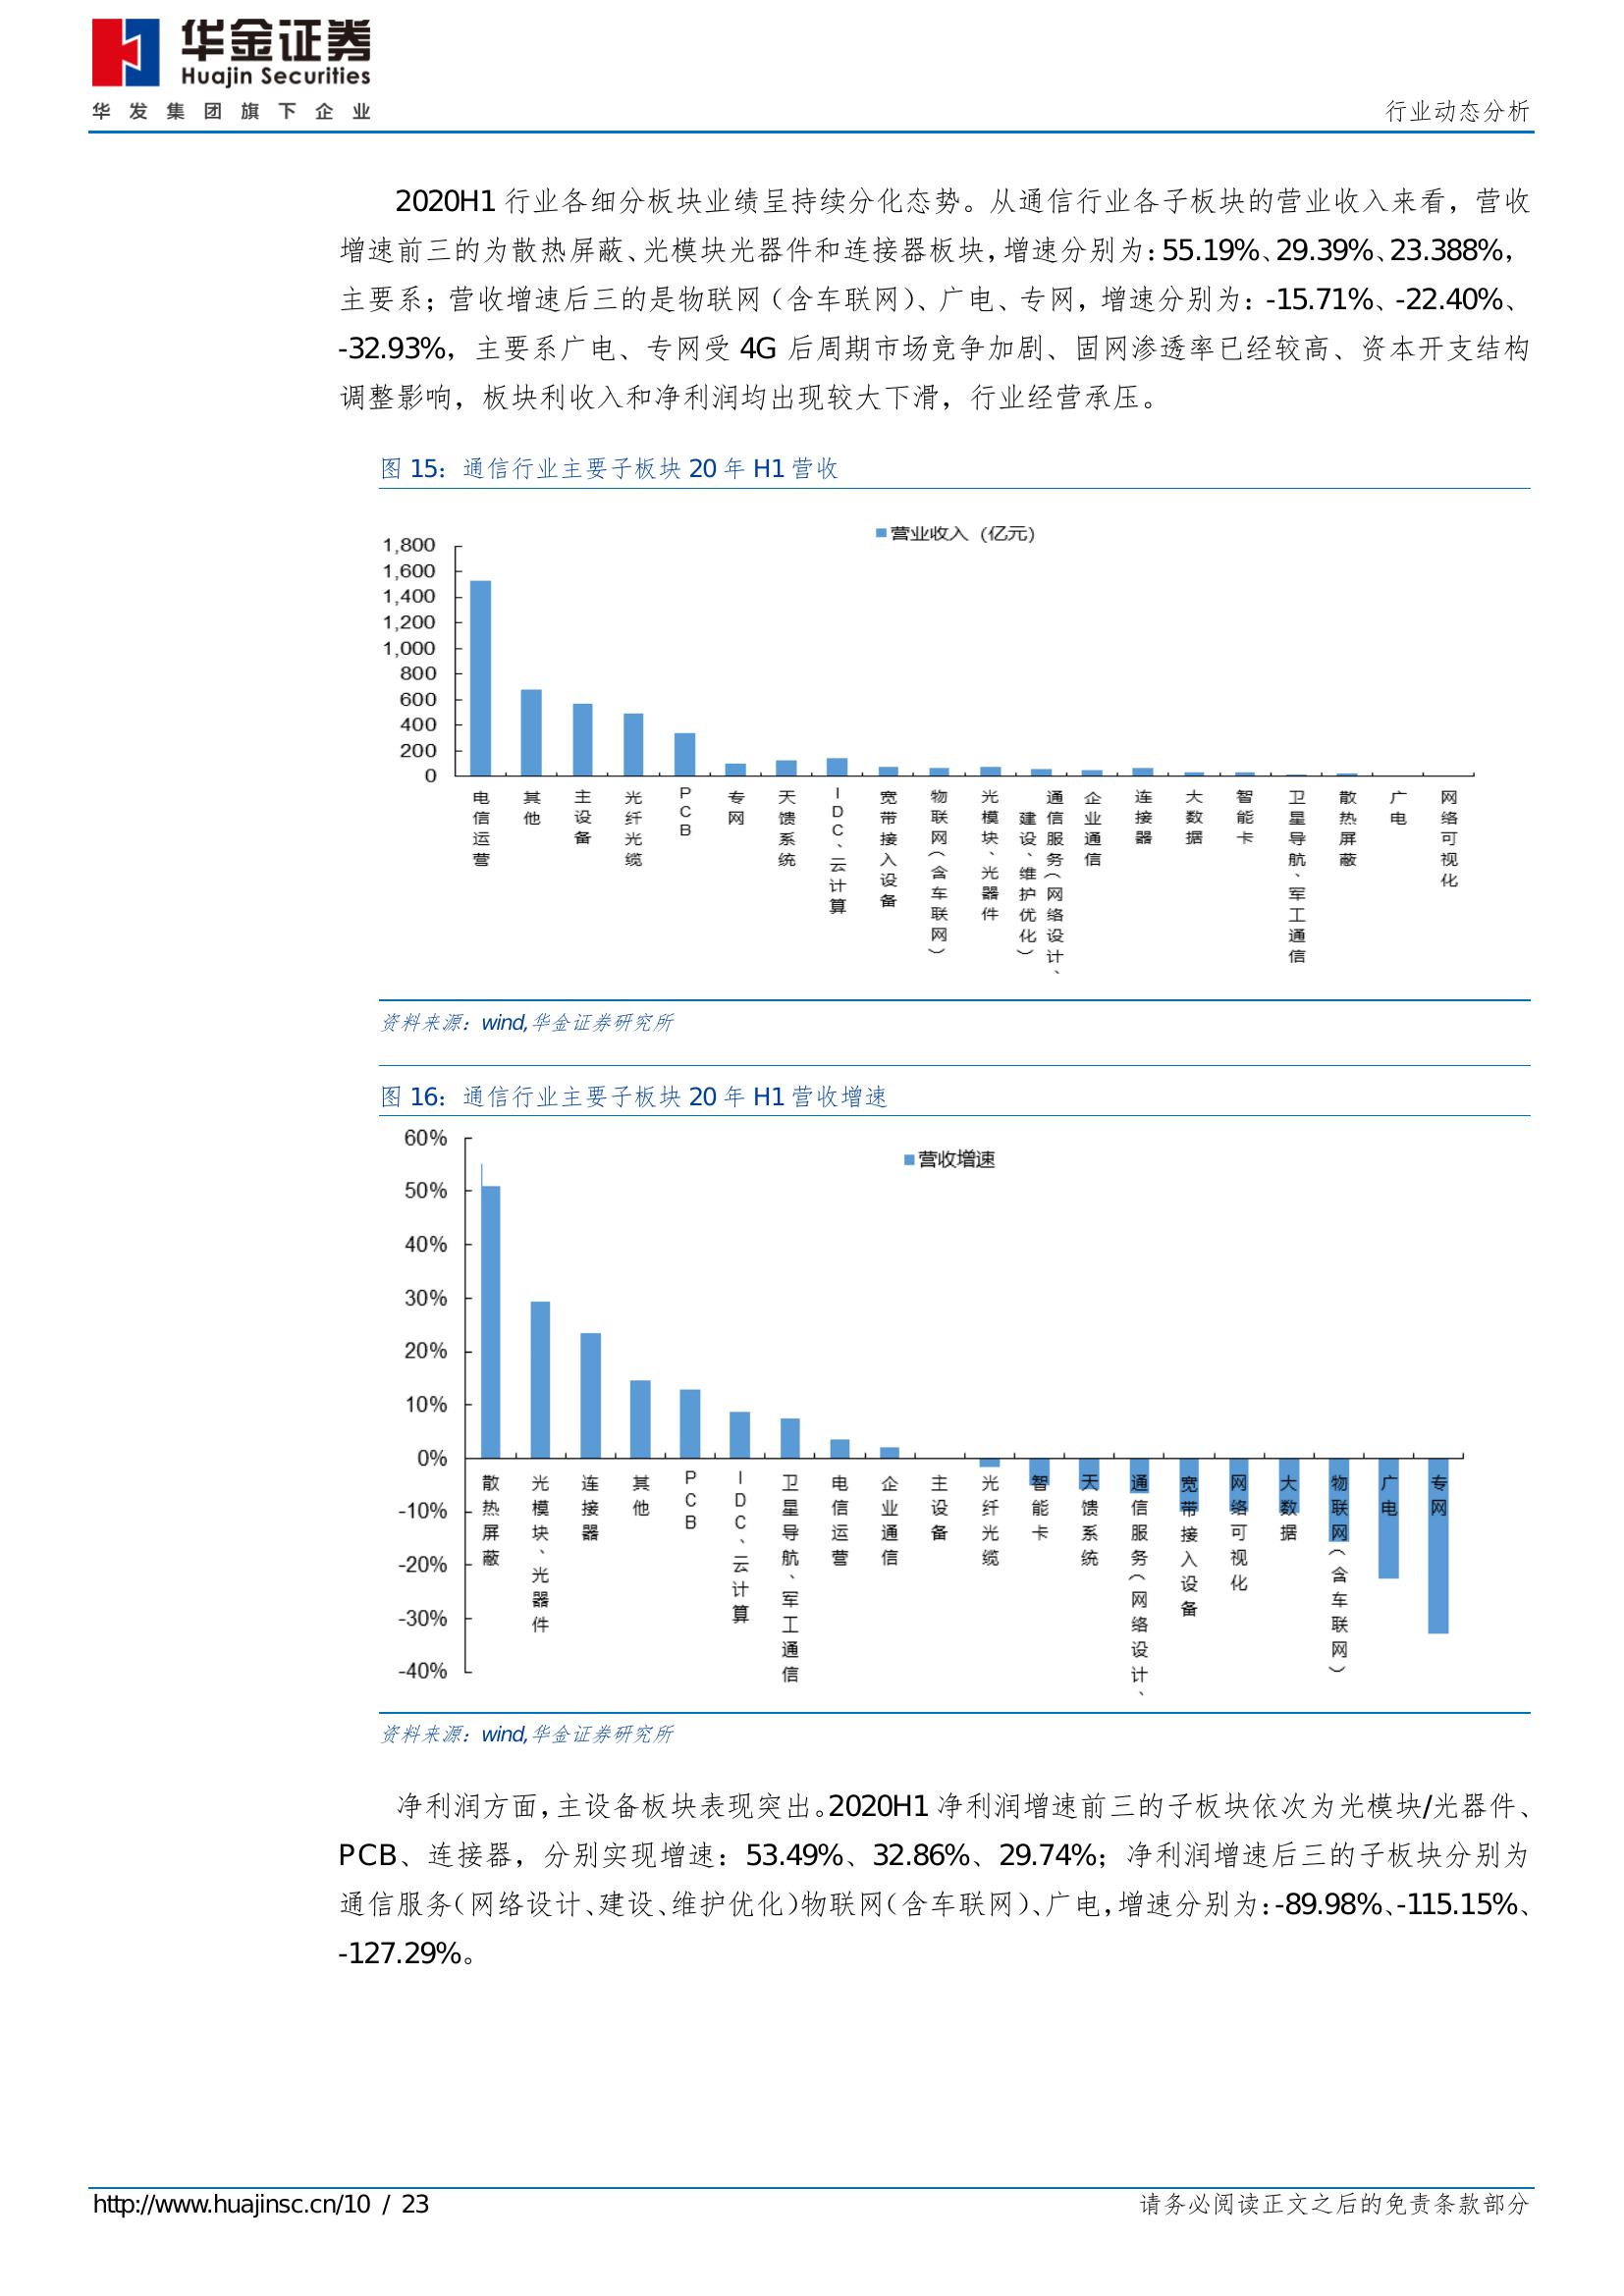 华金证券
Huajin Securities
华发集团旗下企业
行业动态分析
2020H1 行业各细分板块业绩呈持续分化态势。从通信行业各子板块的营业收入来看，营收
增速前三的为散热屏蔽、光模块光器件和连接器板块，增速分别为：55.19%、29.39%、23.388%，
主要系；营收增速后三的是物联网（含车联网）、广电、专网，增速分别为：-15.71%、-22.40%、
-32.93%，主要系广电、专网受 4G 后周期市场竞争加剧、固网渗透率已经较高、资本开支结构
调整影响，板块利收入和净利润均出现较大下滑，行业经营承压。
图 15：通信行业主要子板块 20 年 H1 营收
营业收入（亿元）
1,800
1,600
1,400
1,200
1,000
800
600
400
200
0
电信运营
其他
主设备
光纤光缆
PCB
专网
天馈系统
IDC、云计算
宽带接入设备
物联网（含车联网）
光模块、光器件
通信服务（网络设计、
建设、维护优化）
企业通信
连接器
大数据
智能卡
卫星导航、军工通信
散热屏蔽
广电
网络可视化
资料来源：wind,华金证券研究所
图 16：通信行业主要子板块 20 年 H1 营收增速
营收增速
60%
50%
40%
30%
20%
10%
0%
-10%
-20%
-30%
-40%
散热屏蔽
光模块、光器件
连接器
其他
PCB
IDC、云计算
卫星导航、军工通信
电信运营
企业通信
主设备
光纤光缆
智能卡
天馈系统
通信服务（网络设计、
宽带接入设备
网络可视化
大数据
物联网（含车联网）
广电
专网
资料来源：wind,华金证券研究所
净利润方面，主设备板块表现突出。2020H1 净利润增速前三的子板块依次为光模块/光器件、
PCB、连接器，分别实现增速：53.49%、32.86%、29.74%；净利润增速后三的子板块分别为
通信服务（网络设计、建设、维护优化）物联网（含车联网）、广电，增速分别为：-89.98%、-115.15%、
-127.29%。
http://www.huajinsc.cn/10 / 23
请务必阅读正文之后的免责条款部分